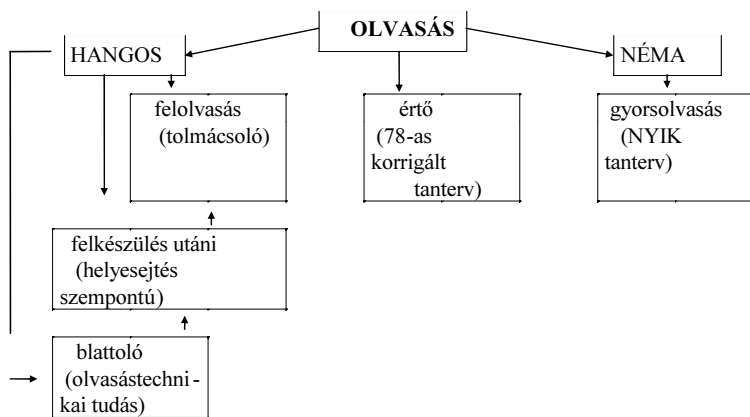 OLVASÁS
HANGOS
NÉMA
felolvasás
(tolmácsoló)
értő
(78-as
korrigált
tanterv)
gyorsolvasás
(NYIK
tanterv)
felkészülés utáni
(helyesejtés
szempontú)
blattoló
(olvasástechni-
kai tudás)